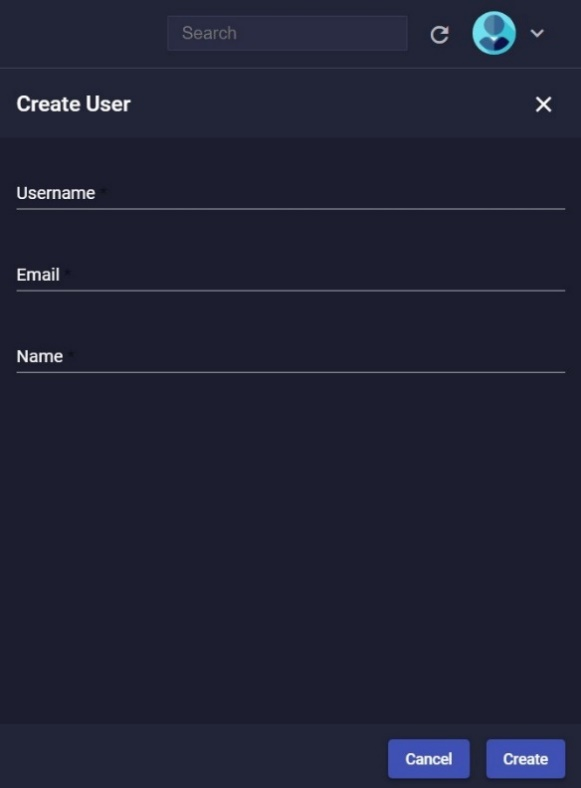 Search
Create User
Username *
Email *
Name *
Cancel
Create